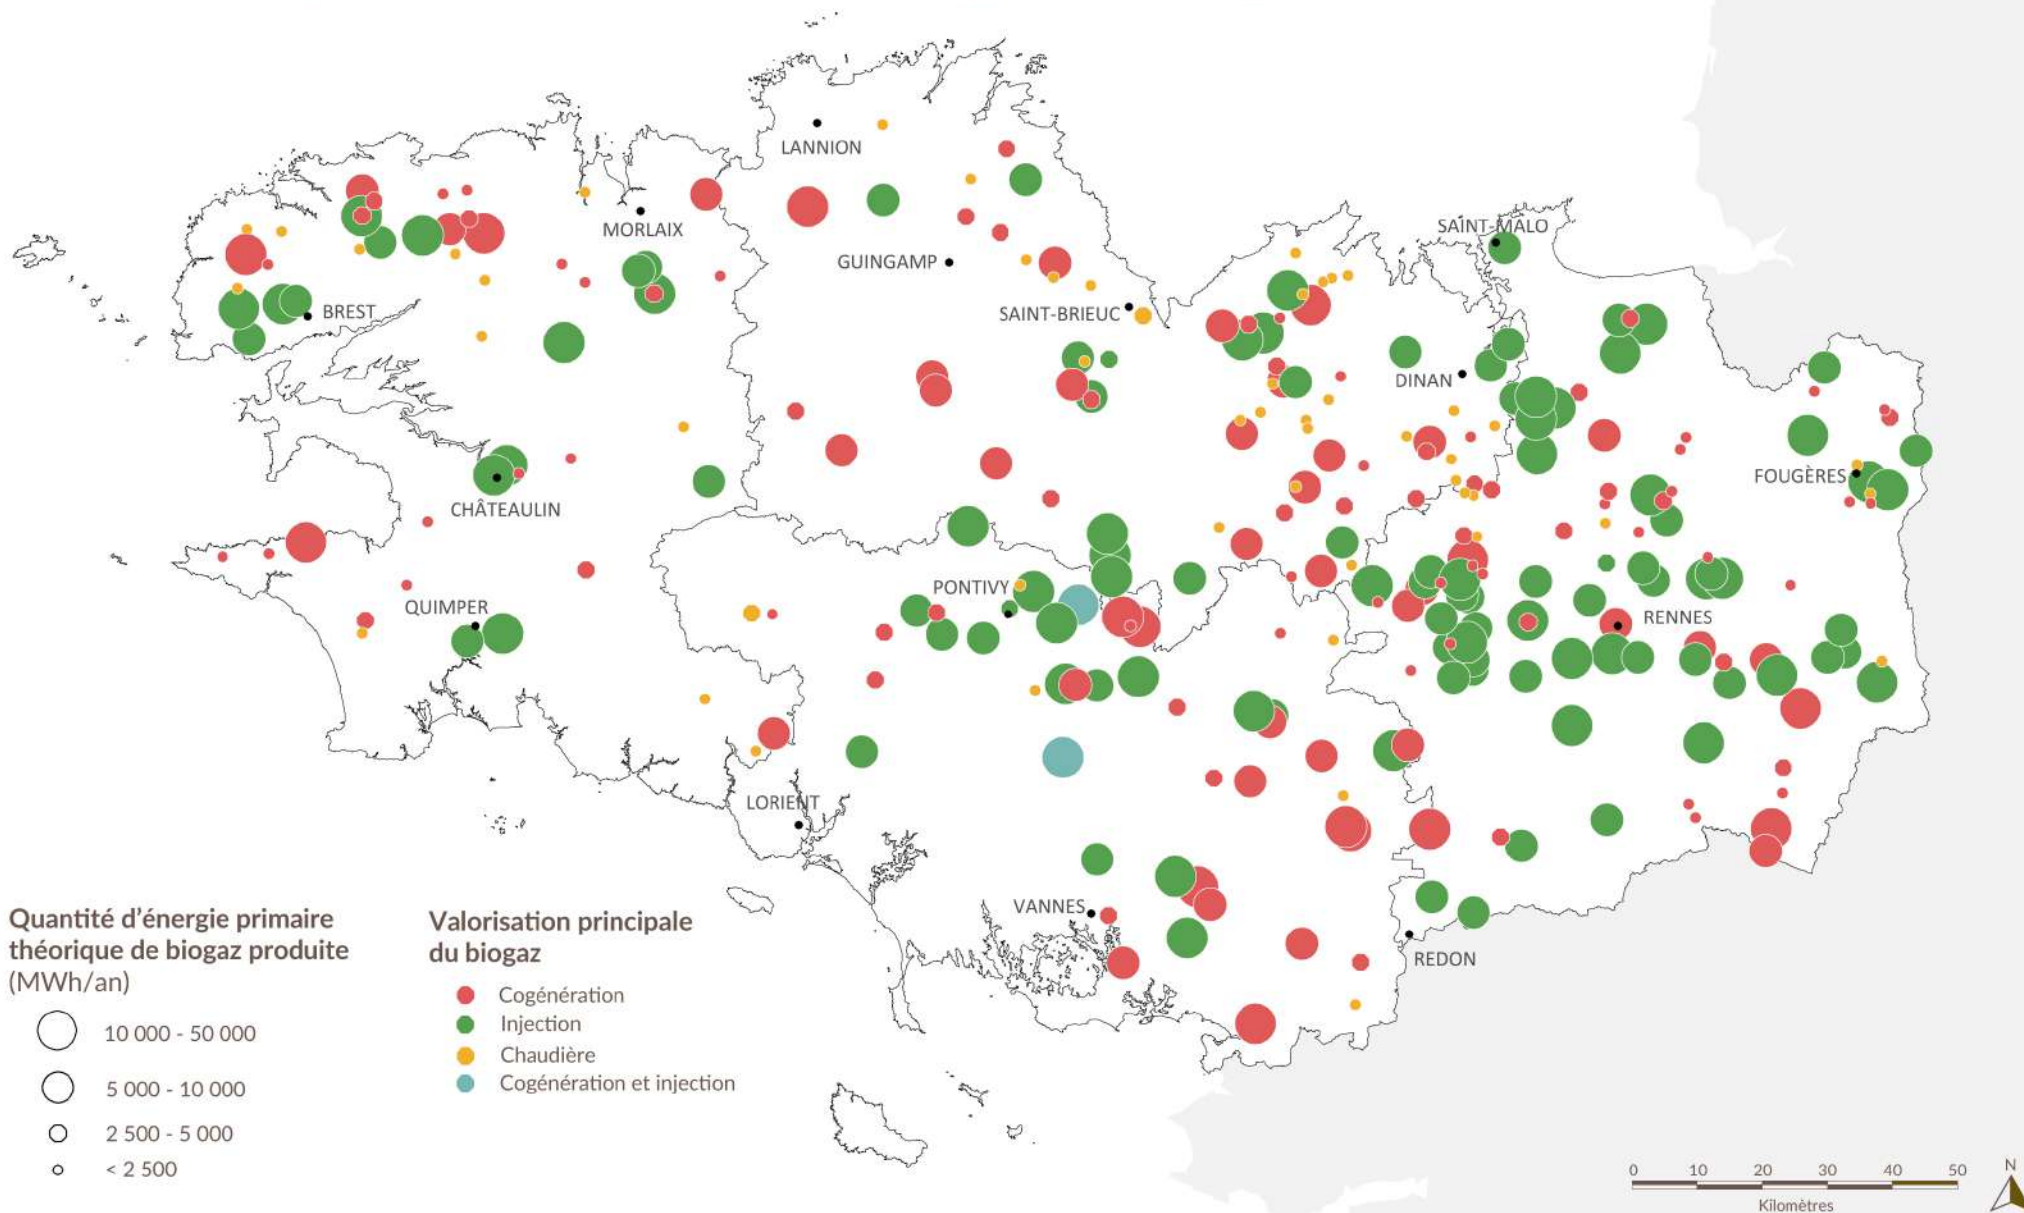 LANNION
MORLAIX
SAINT-MALO
GUINGAMP
BREST
SAINT-BRIEUC
DINAN
FOUGÈRES
CHÂTEAULIN
PONTIVY
QUIMPER
RENNES
LORIENT
VANNES
REDON
Quantité d'énergie primaire
théorique de biogaz produite
(MWh/an)
10 000 - 50 000
5 000 - 10 000
2 500 - 5 000
< 2 500
Valorisation principale
du biogaz
Cogénération
Injection
Chaudière
Cogénération et injection
0 10 20 30 40 50
Kilomètres
N